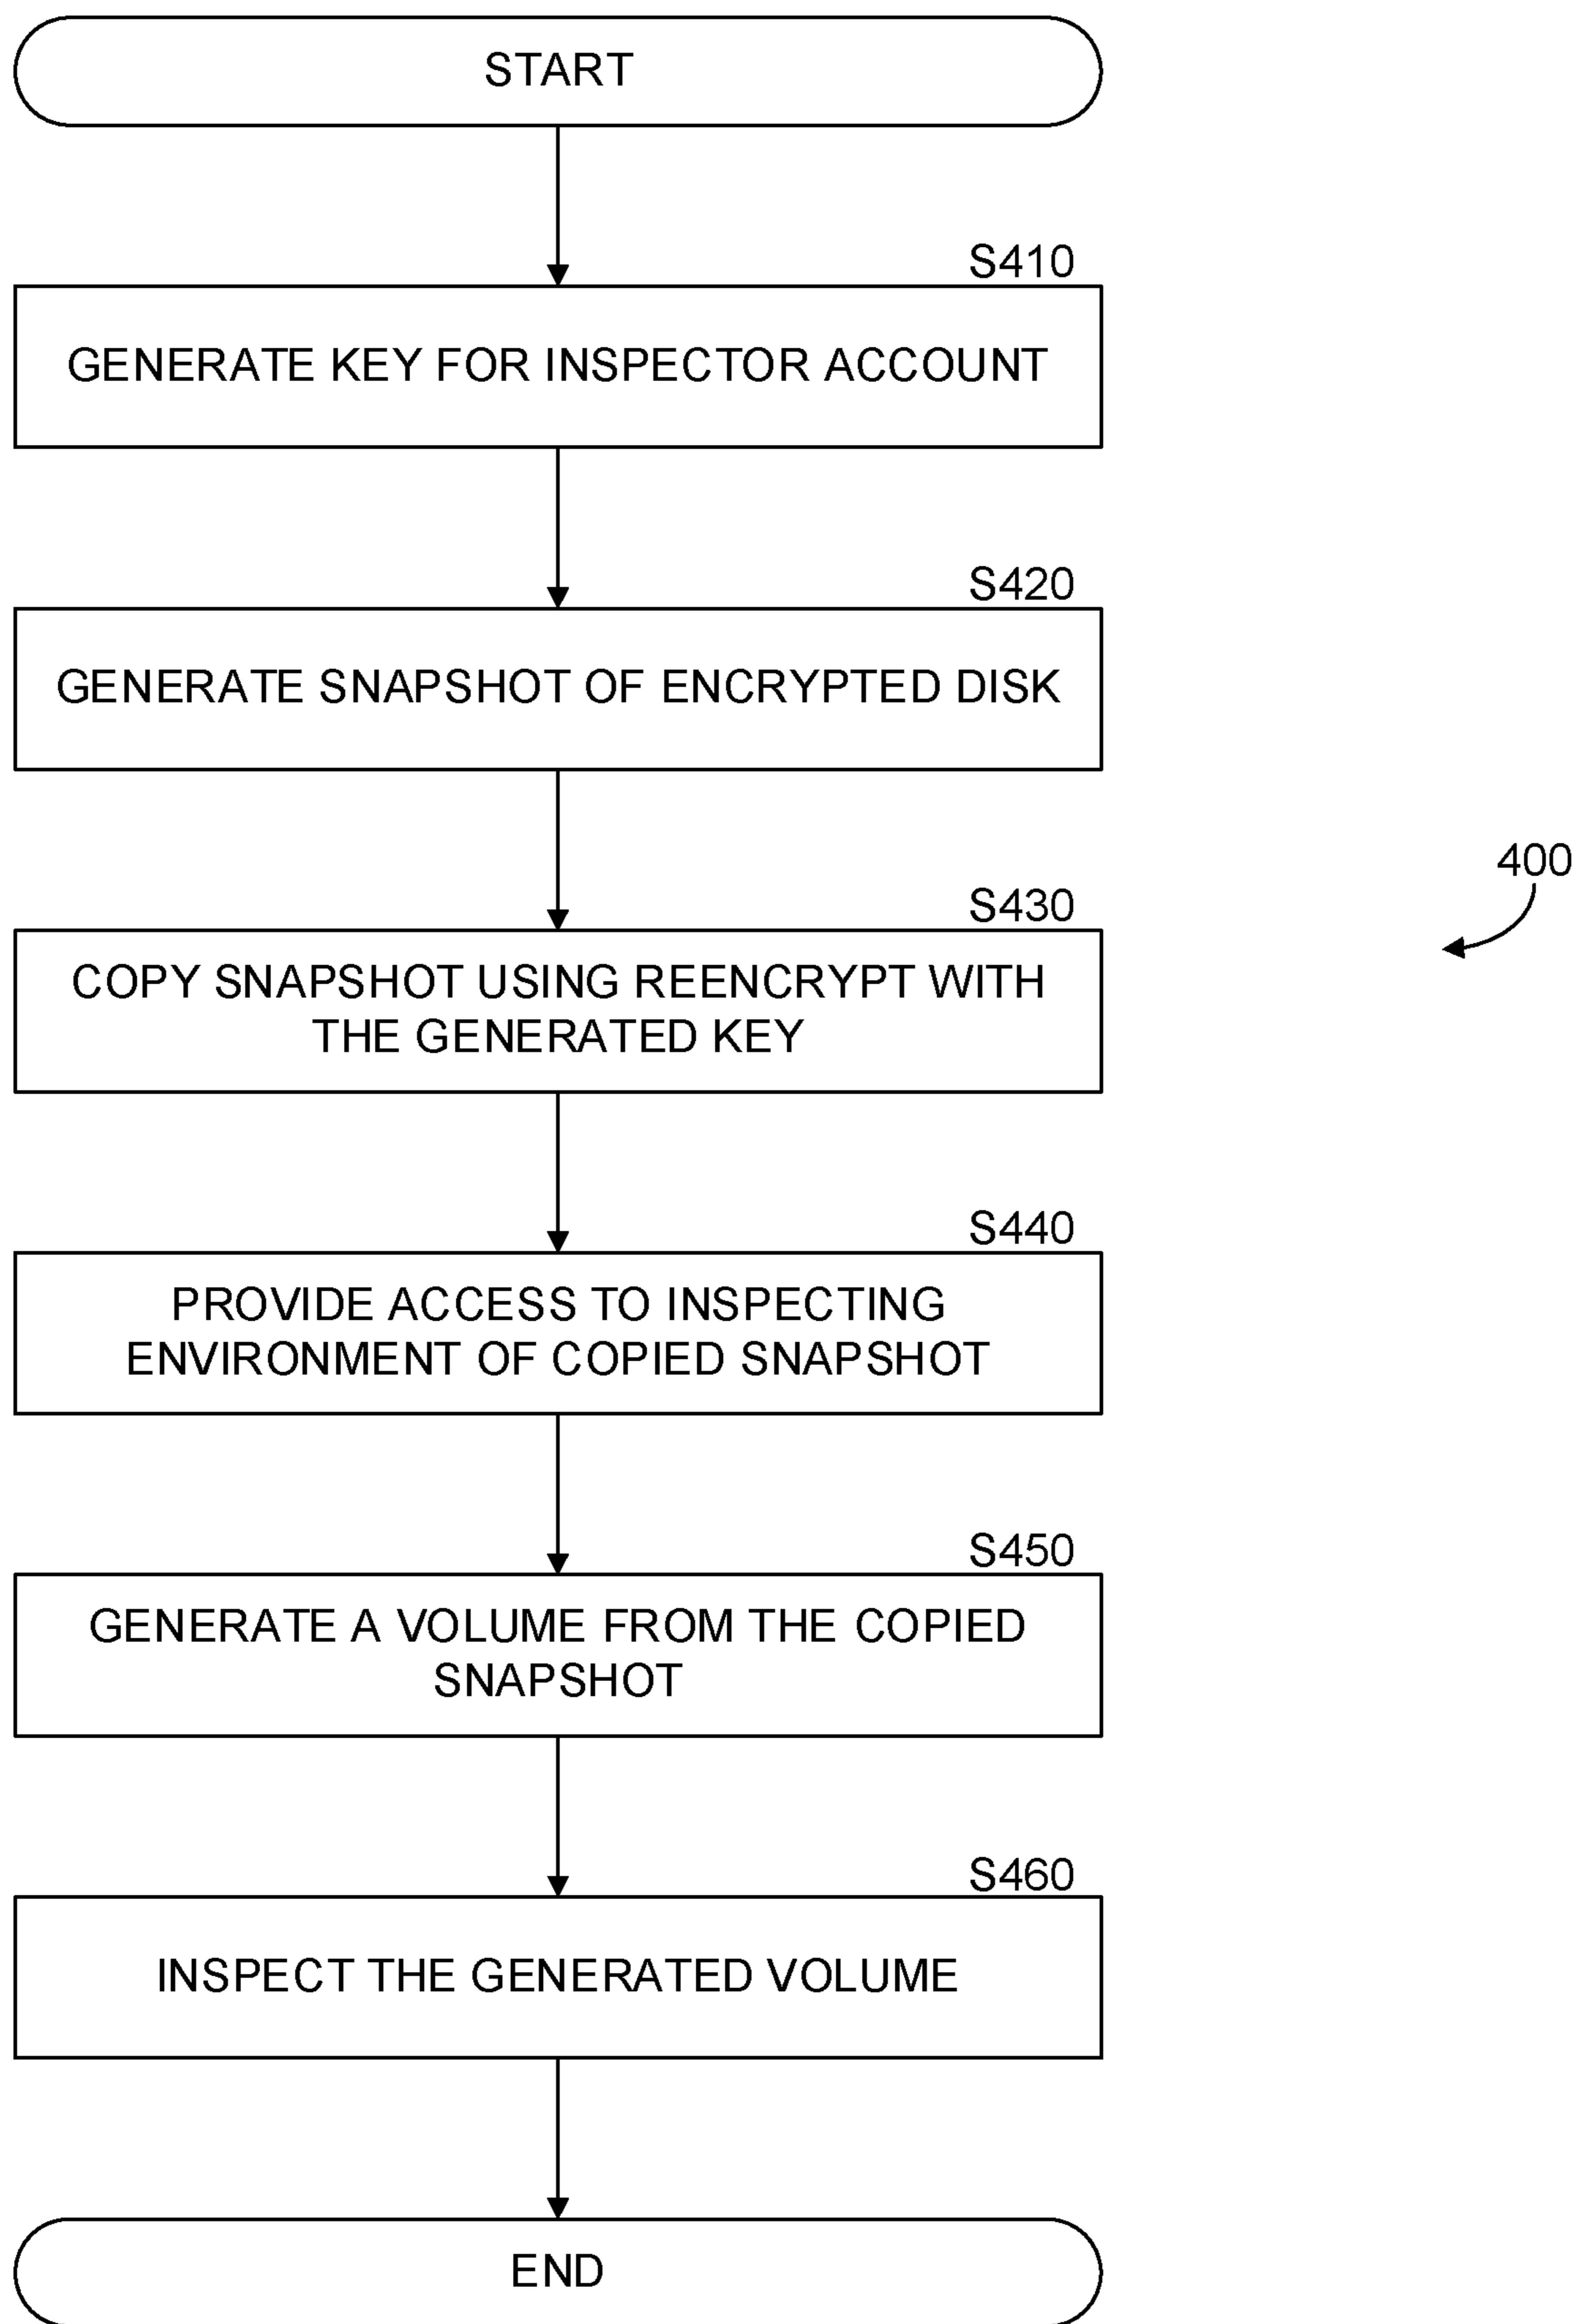 START
S410
GENERATE KEY FOR INSPECTOR ACCOUNT
S420
GENERATE SNAPSHOT OF ENCRYPTED DISK
400
S430
COPY SNAPSHOT USING REENCRYPT WITH
THE GENERATED KEY
S440
PROVIDE ACCESS TO INSPECTING
ENVIRONMENT OF COPIED SNAPSHOT
S450
GENERATE A VOLUME FROM THE COPIED
SNAPSHOT
S460
INSPECT THE GENERATED VOLUME
END